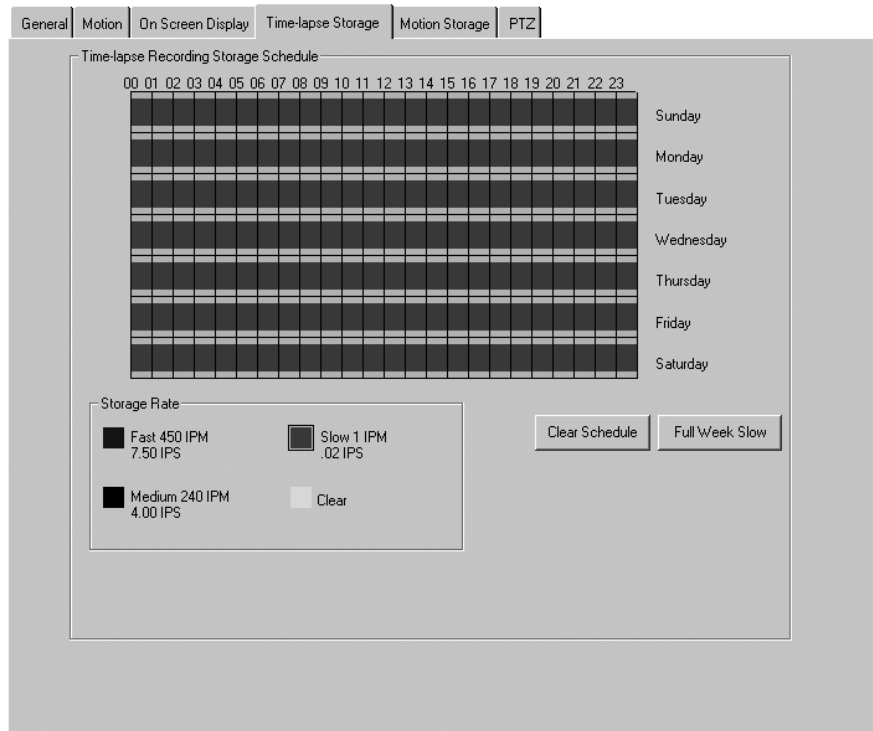 General Motion On Screen Display Time-lapse Storage Motion Storage PTZ
Time-lapse Recording Storage Schedule
00 01 02 03 04 05 06 07 08 09 10 11 12 13 14 15 16 17 18 19 20 21 22 23
Sunday
Monday
Tuesday
Wednesday
Thursday
Friday
Saturday
Storage Rate
Fast 450 IPM
7.50 IPS
Slow 1 IPM
.02 IPS
Medium 240 IPM
4.00 IPS
Clear
Clear Schedule
Full Week Slow